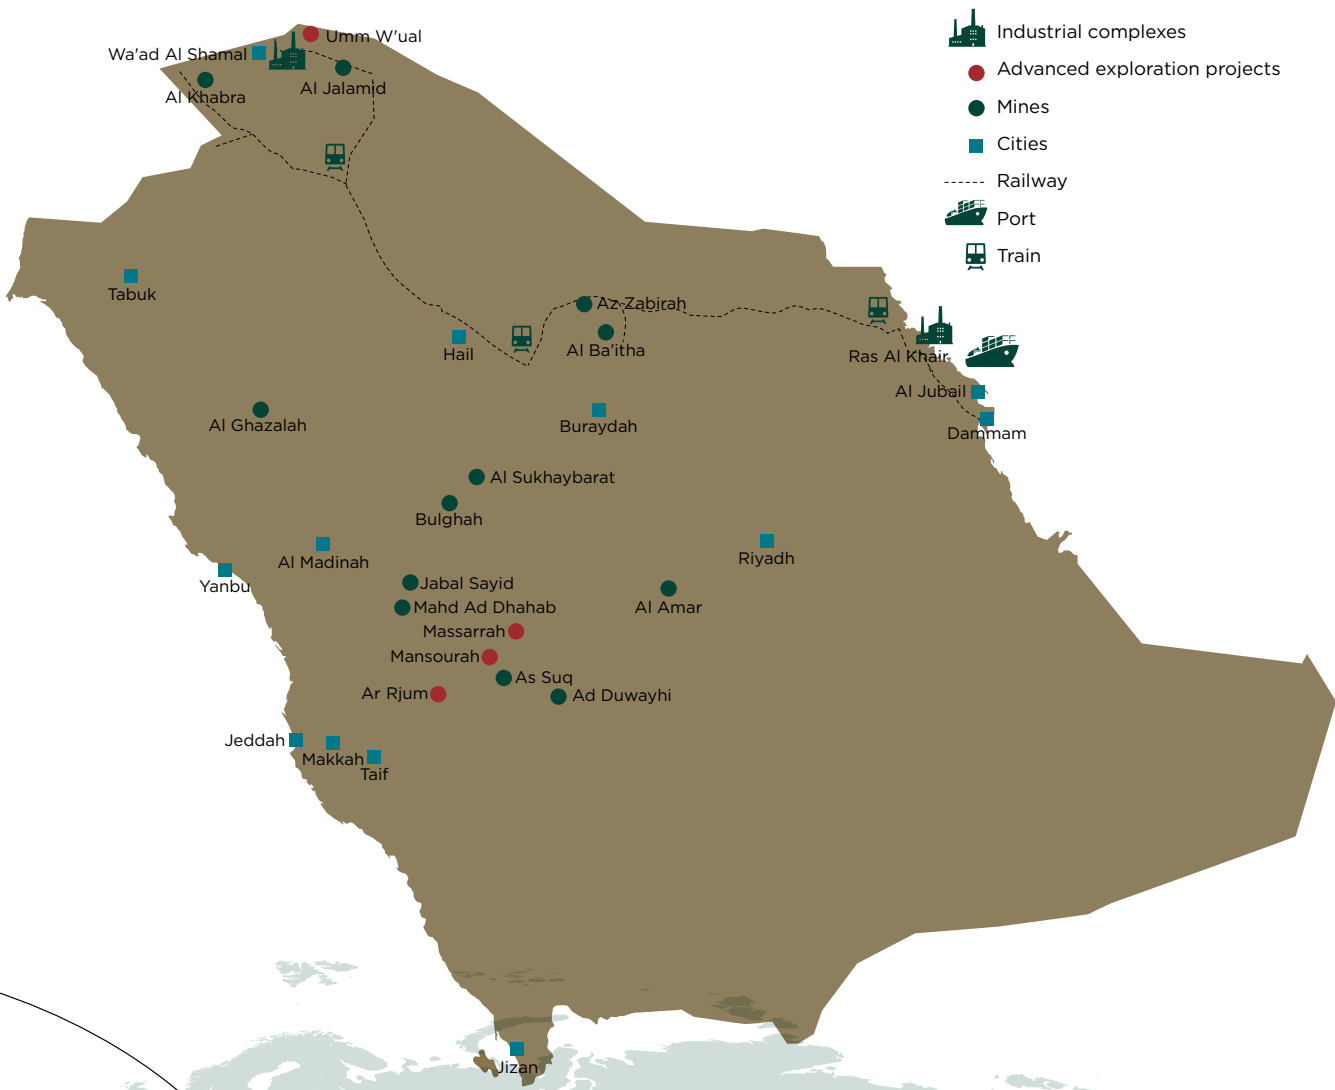 Industrial complexes
Advanced exploration projects
Mines
Cities
Railway
Port
Train
Umm W'ual
Wa'ad Al Shamal
Al Jalamid
Al Khabra
Tabuk
Az Zabirah
Hail
Al Ba'itha
Ras Al Khair
Al Jubail
Al Ghazalah
Buraydah
Dammam
Al Sukhaybarat
Bulghah
Al Madinah
Riyadh
Yanbu
Jabal Sayid
Mahd Ad Dhahab
Al Amar
Massarrah
Mansourah
As Suq
Ar Rjum
Ad Duwayhi
Jeddah
Makkah
Taif
Jizan